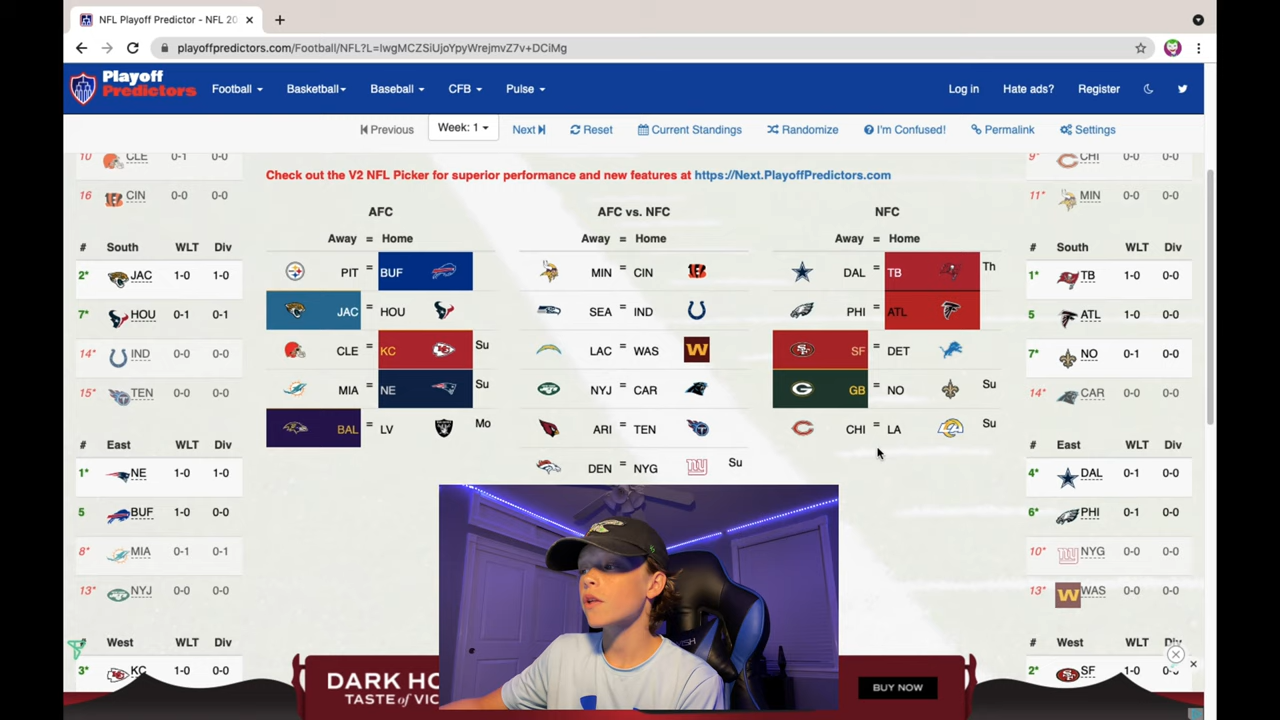 NFL Playoff Predictor - NFL 20
playoffpredictors.com/Football/NFL?L=IwgMCZSiUjoYpyWrejmvZ7v+DCiMg
Playoff Predictors
Football Basketball Baseball CFB Pulse Log in Hate ads? Register
Previous Week: 1 Next Reset Current Standings Randomize I'm Confused! Permalink Settings
Check out the V2 NFL Picker for superior performance and new features at https://Next.PlayoffPredictors.com
10 CLE 0-1 0-0
16 CIN 0-0 0-0
# South WLT Div
2* JAC 1-0 1-0
7* HOU 0-1 0-1
14* IND 0-0 0-0
15* TEN 0-0 0-0
# East WLT Div
1* NE 1-0 1-0
5 BUF 1-0 0-0
8* MIA 0-1 0-1
13* NYJ 0-0 0-0
# West WLT Div
3* KC 1-0 0-0
AFC
Away = Home
PIT = BUF
JAC = HOU
CLE = KC Su
MIA = NE Su
BAL = LV Mo
AFC vs. NFC
Away = Home
MIN = CIN
SEA = IND
LAC = WAS
NYJ = CAR
ARI = TEN
DEN = NYG Su
NFC
Away = Home
DAL = TB Th
PHI = ATL
SF = DET
GB = NO Su
CHI = LA Su
9* CHI 0-0 0-0
11* MIN 0-0 0-0
# South WLT Div
1* TB 1-0 0-0
5 ATL 1-0 0-0
7* NO 0-1 0-0
14* CAR 0-0 0-0
# East WLT Div
4* DAL 0-1 0-0
6* PHI 0-1 0-0
10* NYG 0-0 0-0
13* WAS 0-0 0-0
# West WLT Div
2* SF 1-0 0-0
DARK HO
TASTE of VIC
BUY NOW